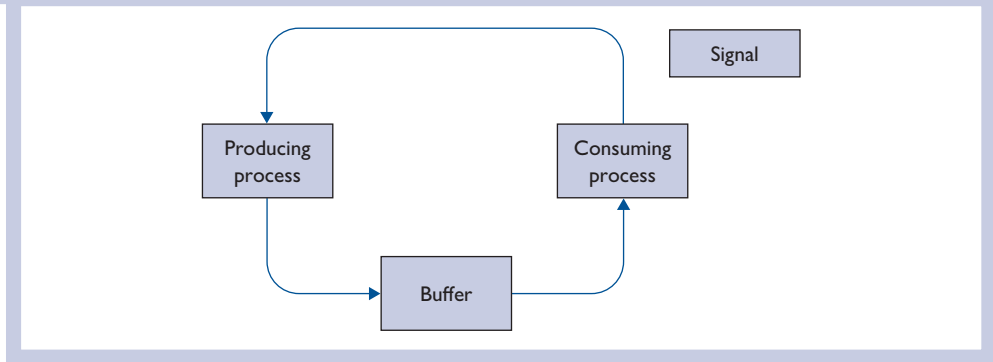 Signal
Producing
process
Consuming
process
Buffer